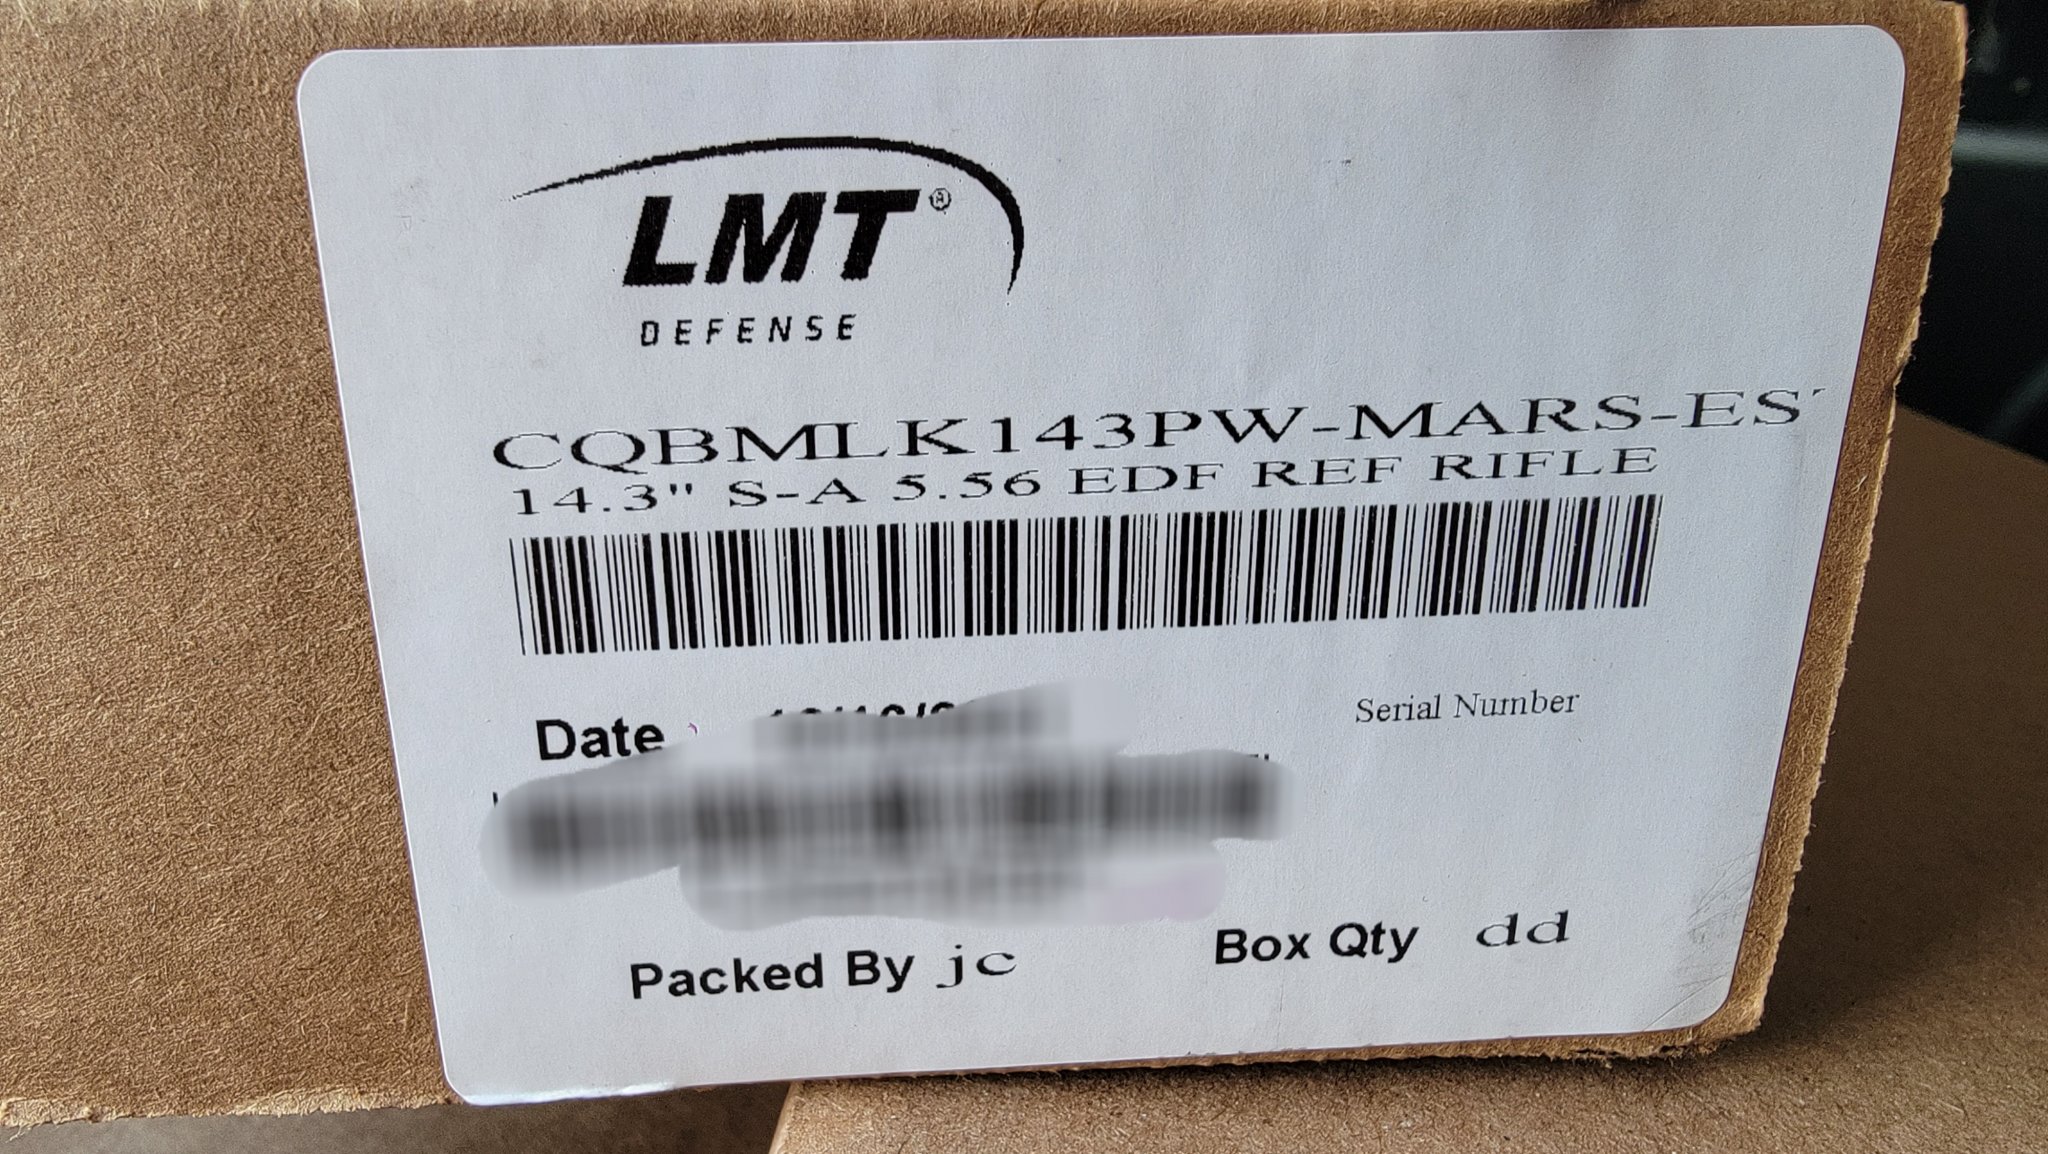 LMT®
DEFENSE
CQBMLK143PW-MARS-ES
14.3" S-A 5.56 EDF REF RIFLE
Date
Serial Number
Packed By jc
Box Qty dd